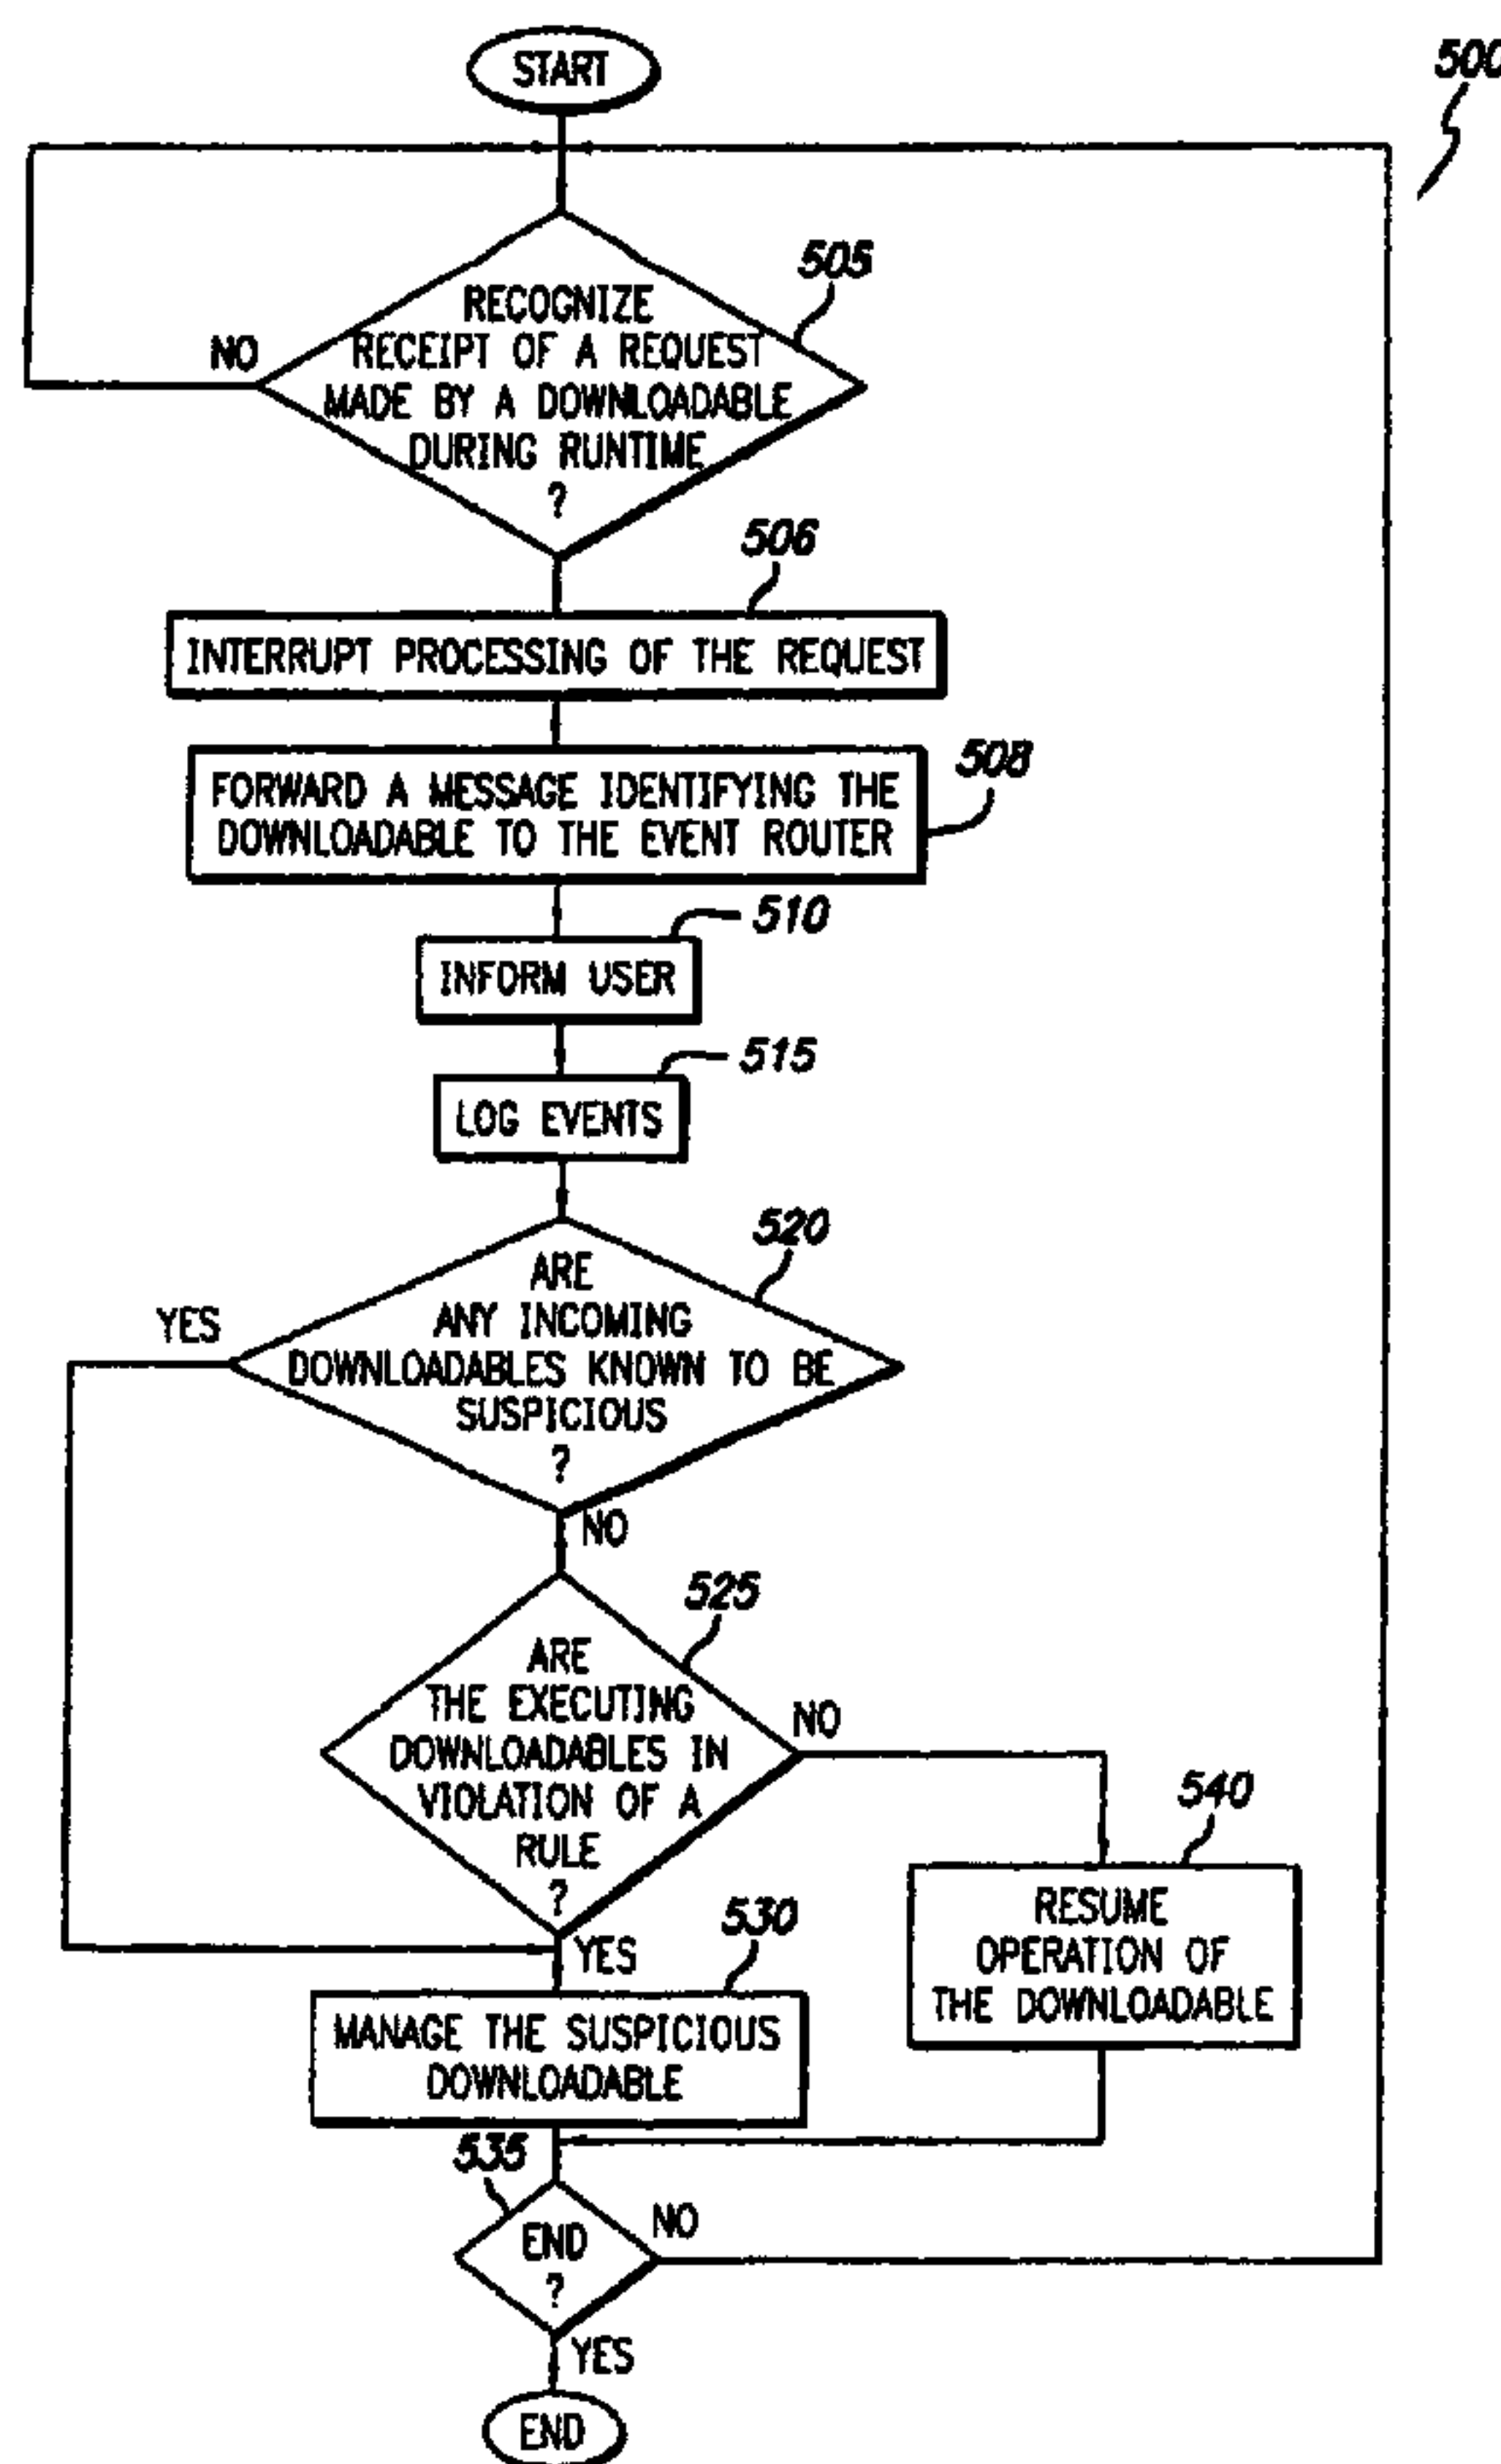 START
500
505
RECOGNIZE
RECEIPT OF A REQUEST
MADE BY A DOWNLOADABLE
DURING RUNTIME
?
NO
506
INTERRUPT PROCESSING OF THE REQUEST
508
FORWARD A MESSAGE IDENTIFYING THE
DOWNLOADABLE TO THE EVENT ROUTER
510
INFORM USER
515
LOG EVENTS
520
ARE
ANY INCOMING
DOWNLOADABLES KNOWN TO BE
SUSPICIOUS
?
YES
NO
525
ARE
THE EXECUTING
DOWNLOADABLES IN
VIOLATION OF A
RULE
?
NO
YES
540
RESUME
OPERATION OF
THE DOWNLOADABLE
530
MANAGE THE SUSPICIOUS
DOWNLOADABLE
535
END
?
NO
YES
END